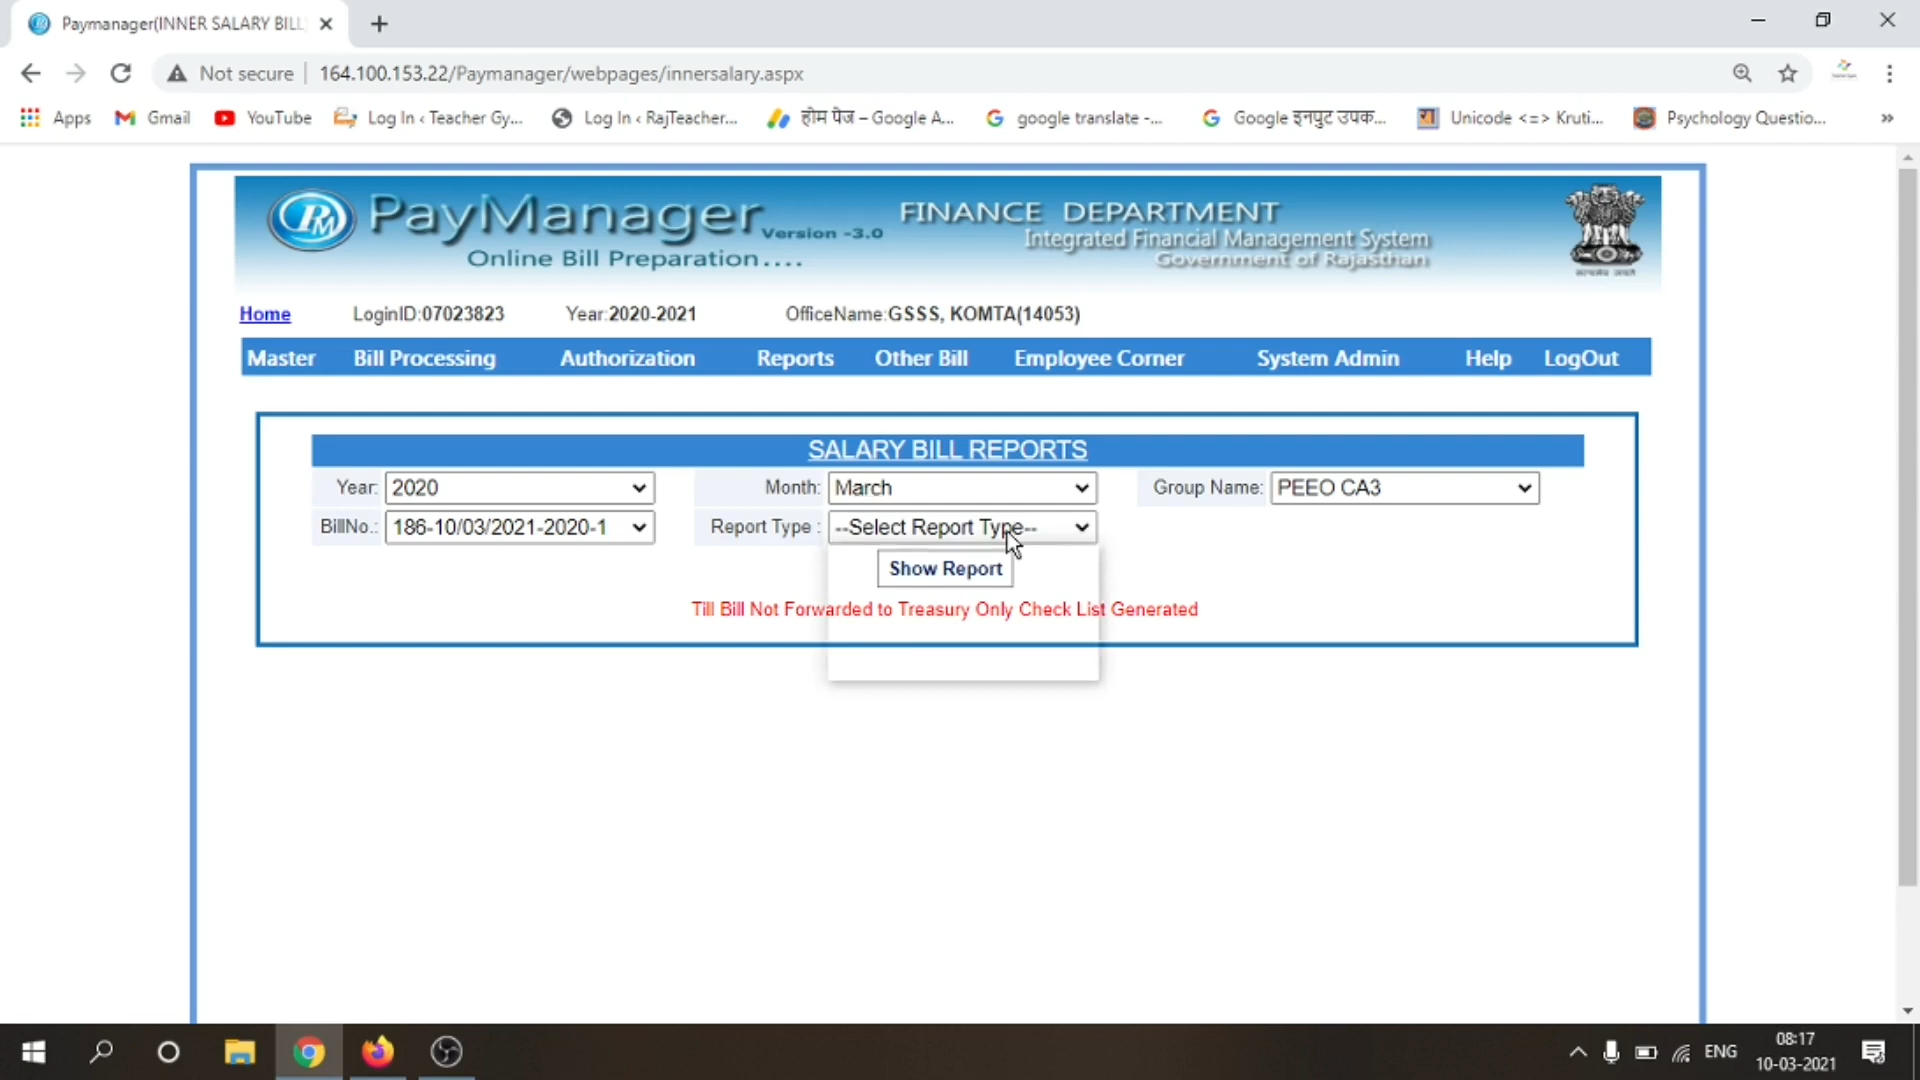 Paymanager(INNER SALARY BILL
Not secure
164.100.153.22/Paymanager/webpages/innersalary.aspx
Apps
Gmail
YouTube
Log In ‹ Teacher Gy...
Log In ‹ RajTeacher...
होम पेज – Google A...
google translate -...
Google इनपुट उपक...
Unicode <=> Kruti...
Psychology Questio...
»
PM
PayManager Version -3.0
Online Bill Preparation....
FINANCE DEPARTMENT
Integrated Financial Management System
Government of Rajasthan
Home
LoginID:07023823
Year:2020-2021
OfficeName:GSSS, KOMTA(14053)
Master
Bill Processing
Authorization
Reports
Other Bill
Employee Corner
System Admin
Help
LogOut
SALARY BILL REPORTS
Year: 2020
Month: March
Group Name: PEEO CA3
BillNo.: 186-10/03/2021-2020-1
Report Type : --Select Report Type--
Show Report
Till Bill Not Forwarded to Treasury Only Check List Generated
ENG
08:17
10-03-2021